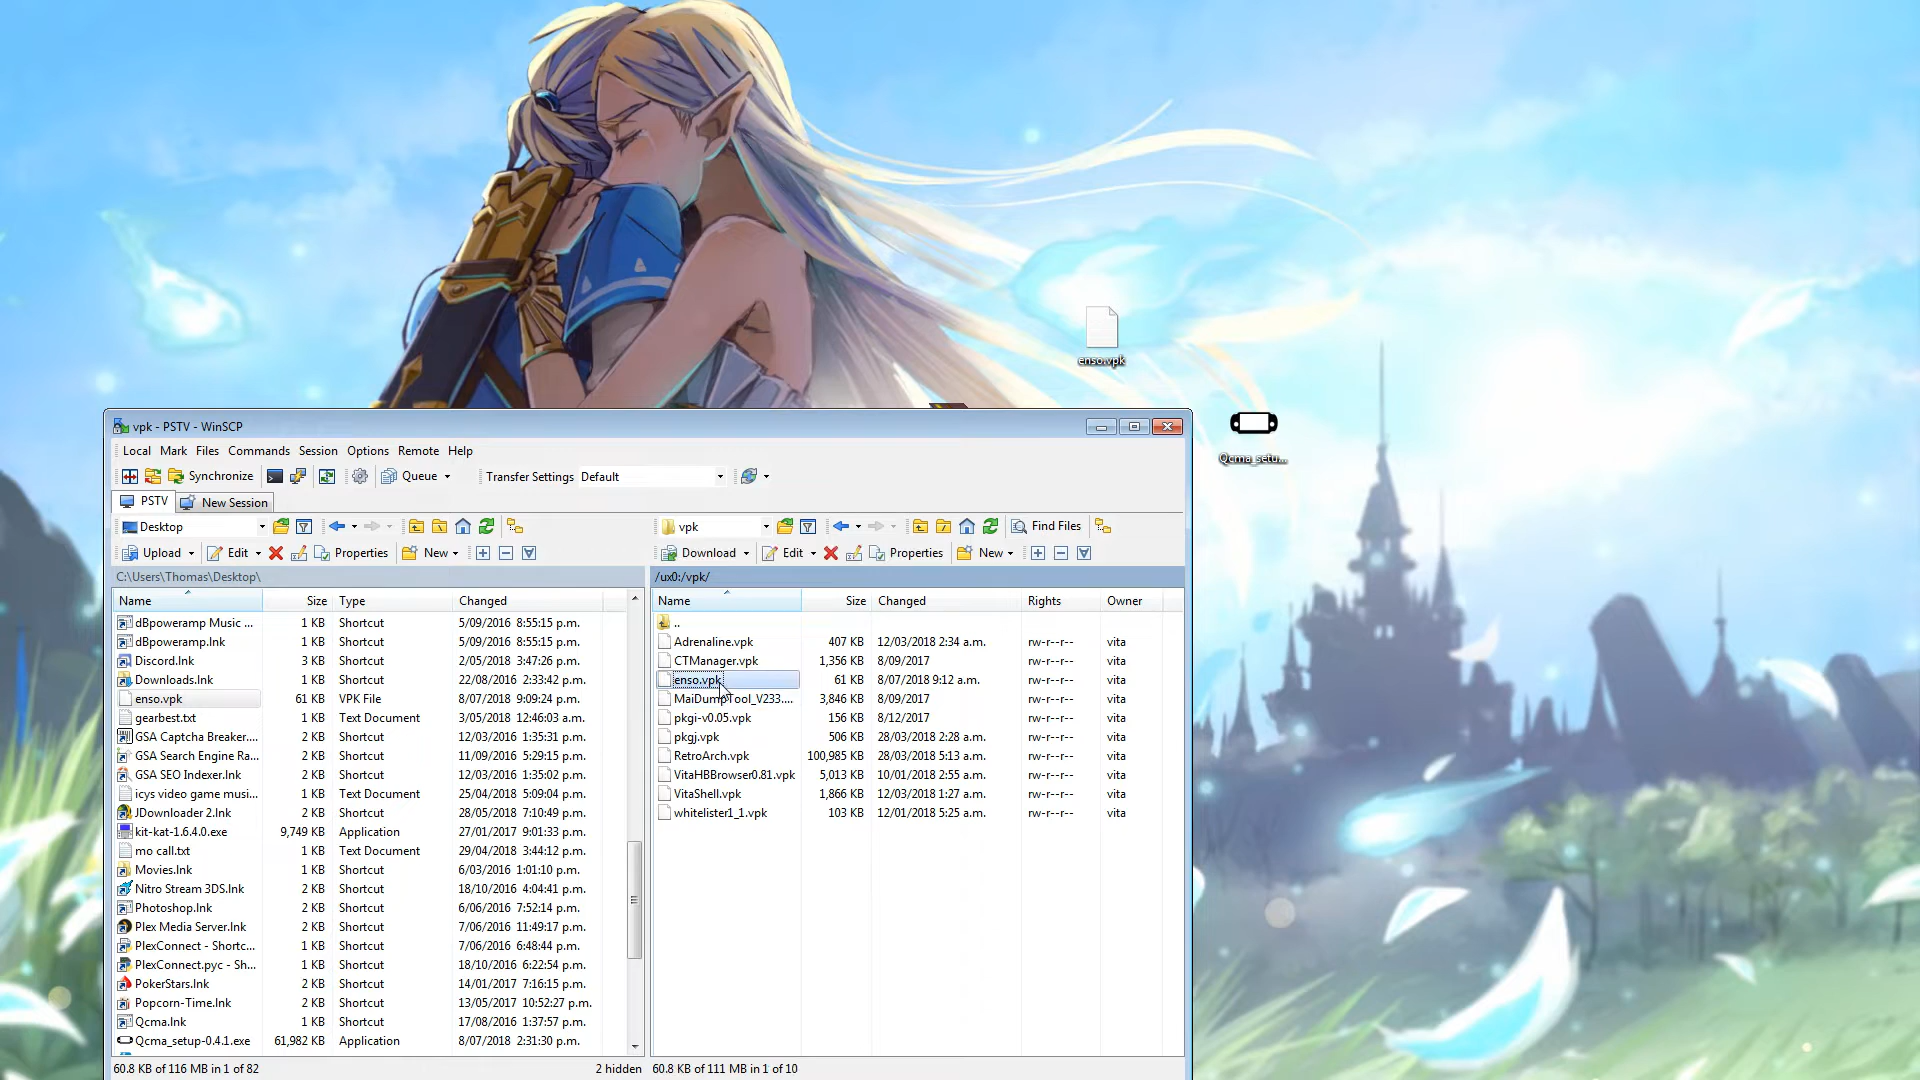 enso.vpk
Qcma_setu...
vpk - PSTV - WinSCP
Local Mark Files Commands Session Options Remote Help
Synchronize Queue Transfer Settings Default
PSTV New Session
Desktop vpk Find Files
Upload Edit Properties New Download Edit Properties New
C:\Users\Thomas\Desktop\ /ux0:/vpk/
Name Size Type Changed Name Size Changed Rights Owner
dBpoweramp Music ... 1 KB Shortcut 5/09/2016 8:55:15 p.m. ..
dBpoweramp.lnk 1 KB Shortcut 5/09/2016 8:55:15 p.m. Adrenaline.vpk 407 KB 12/03/2018 2:34 a.m. rw-r--r-- vita
Discord.lnk 3 KB Shortcut 2/05/2018 3:47:26 p.m. CTManager.vpk 1,356 KB 8/09/2017 rw-r--r-- vita
Downloads.lnk 1 KB Shortcut 22/08/2016 2:33:42 p.m. enso.vpk 61 KB 8/07/2018 9:12 a.m. rw-r--r-- vita
enso.vpk 61 KB VPK File 8/07/2018 9:09:24 p.m. MaiDumpTool_V233.... 3,846 KB 8/09/2017 rw-r--r-- vita
gearbest.txt 1 KB Text Document 3/05/2018 12:46:03 a.m. pkgi-v0.05.vpk 156 KB 8/12/2017 rw-r--r-- vita
GSA Captcha Breaker.... 2 KB Shortcut 12/03/2016 1:35:31 p.m. pkgj.vpk 506 KB 28/03/2018 2:28 a.m. rw-r--r-- vita
GSA Search Engine Ra... 2 KB Shortcut 11/09/2016 5:29:15 p.m. RetroArch.vpk 100,985 KB 28/03/2018 5:13 a.m. rw-r--r-- vita
GSA SEO Indexer.lnk 2 KB Shortcut 12/03/2016 1:35:02 p.m. VitaHBBrowser0.81.vpk 5,013 KB 10/01/2018 2:55 a.m. rw-r--r-- vita
icys video game musi... 1 KB Text Document 25/04/2018 5:09:04 p.m. VitaShell.vpk 1,866 KB 12/03/2018 1:27 a.m. rw-r--r-- vita
JDownloader 2.lnk 2 KB Shortcut 28/05/2018 7:10:49 p.m. whitelister1_1.vpk 103 KB 12/01/2018 5:25 a.m. rw-r--r-- vita
kit-kat-1.6.4.0.exe 9,749 KB Application 27/01/2017 9:01:33 p.m.
mo call.txt 1 KB Text Document 29/04/2018 3:44:12 p.m.
Movies.lnk 1 KB Shortcut 6/03/2016 1:01:10 p.m.
Nitro Stream 3DS.lnk 2 KB Shortcut 18/10/2016 4:04:41 p.m.
Photoshop.lnk 2 KB Shortcut 6/06/2016 7:52:14 p.m.
Plex Media Server.lnk 2 KB Shortcut 7/06/2016 11:49:17 p.m.
PlexConnect - Shortc... 1 KB Shortcut 7/06/2016 6:48:44 p.m.
PlexConnect.pyc - Sh... 1 KB Shortcut 18/10/2016 6:22:54 p.m.
PokerStars.lnk 2 KB Shortcut 14/01/2017 7:16:15 p.m.
Popcorn-Time.lnk 2 KB Shortcut 13/05/2017 10:52:27 p.m.
Qcma.lnk 1 KB Shortcut 17/08/2016 1:37:57 p.m.
Qcma_setup-0.4.1.exe 61,982 KB Application 8/07/2018 2:31:30 p.m.
60.8 KB of 116 MB in 1 of 82 2 hidden 60.8 KB of 111 MB in 1 of 10